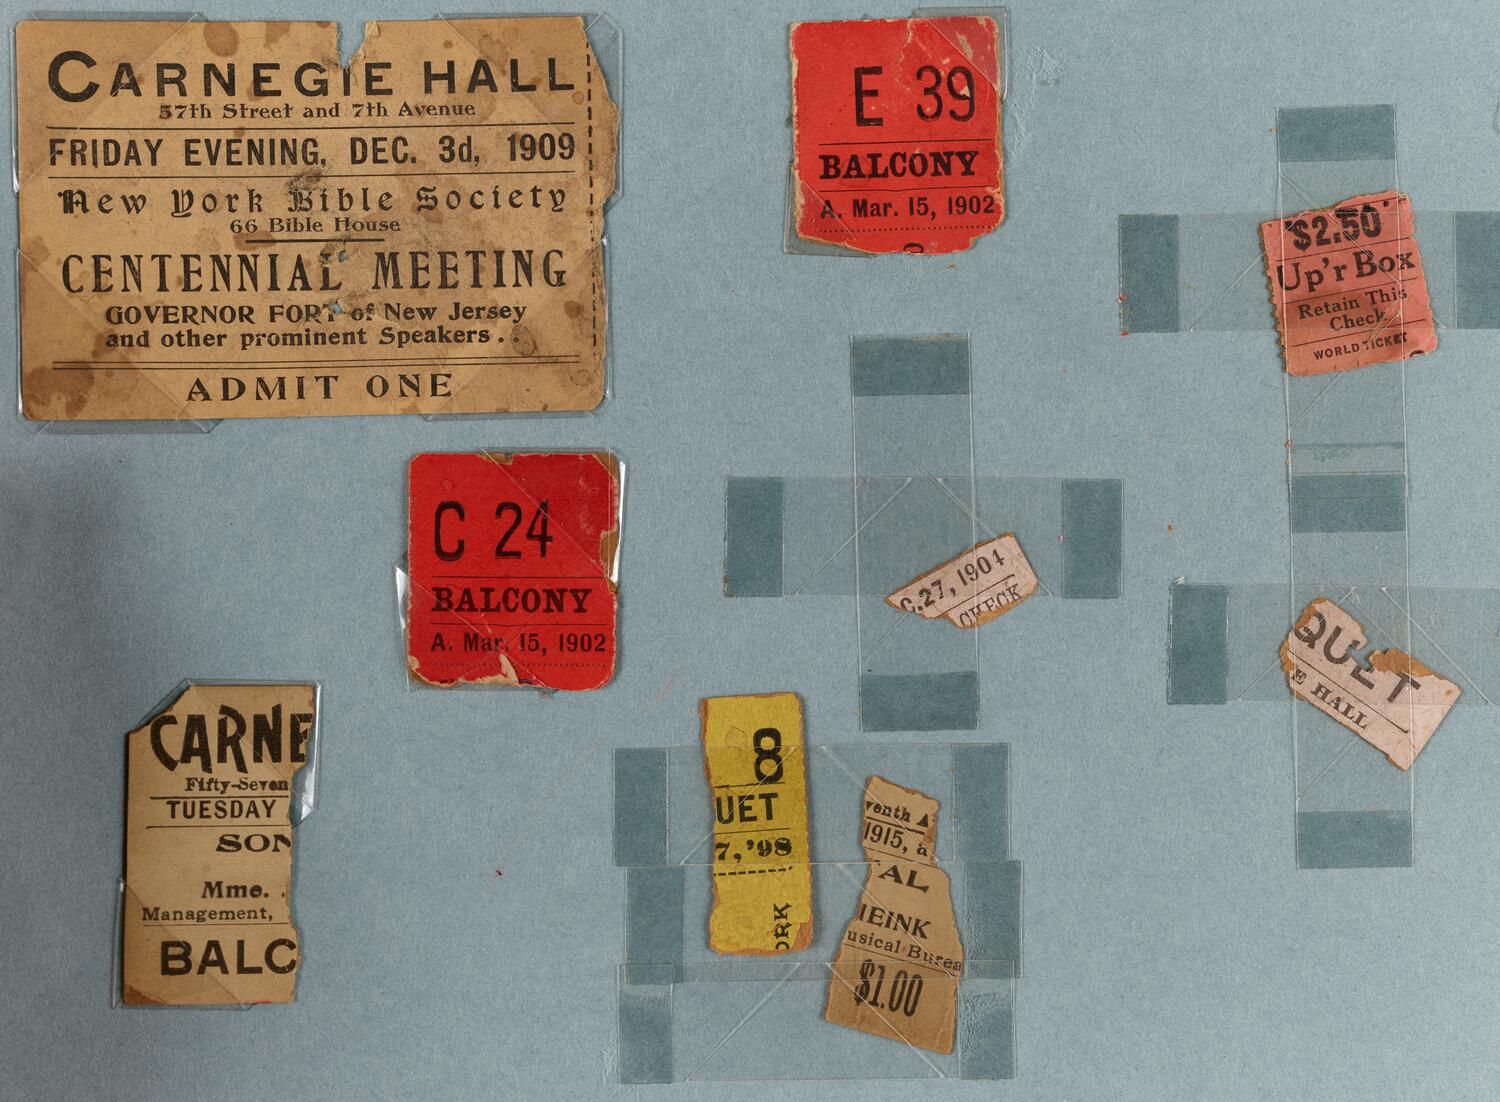 CARNEGIE HALL
57th Street and 7th Avenue
FRIDAY EVENING, DEC. 3d, 1909
New York Bible Society
66 Bible House
CENTENNIAL MEETING
GOVERNOR FORT of New Jersey
and other prominent Speakers . .
ADMIT ONE
E 39
BALCONY
A. Mar. 15, 1902
$2.50
Up'r Box
Retain This
Check
WORLD TICKET
C 24
BALCONY
A. Mar. 15, 1902
C. 27, 1904
CHECK
QUET
E HALL
CARNE
Fifty-Seven
TUESDAY
SON
Mme. .
Management,
BALC
8
UET
7, '98
ORK
venth A
1915, a
AL
IEINK
usical Burea
$1.00